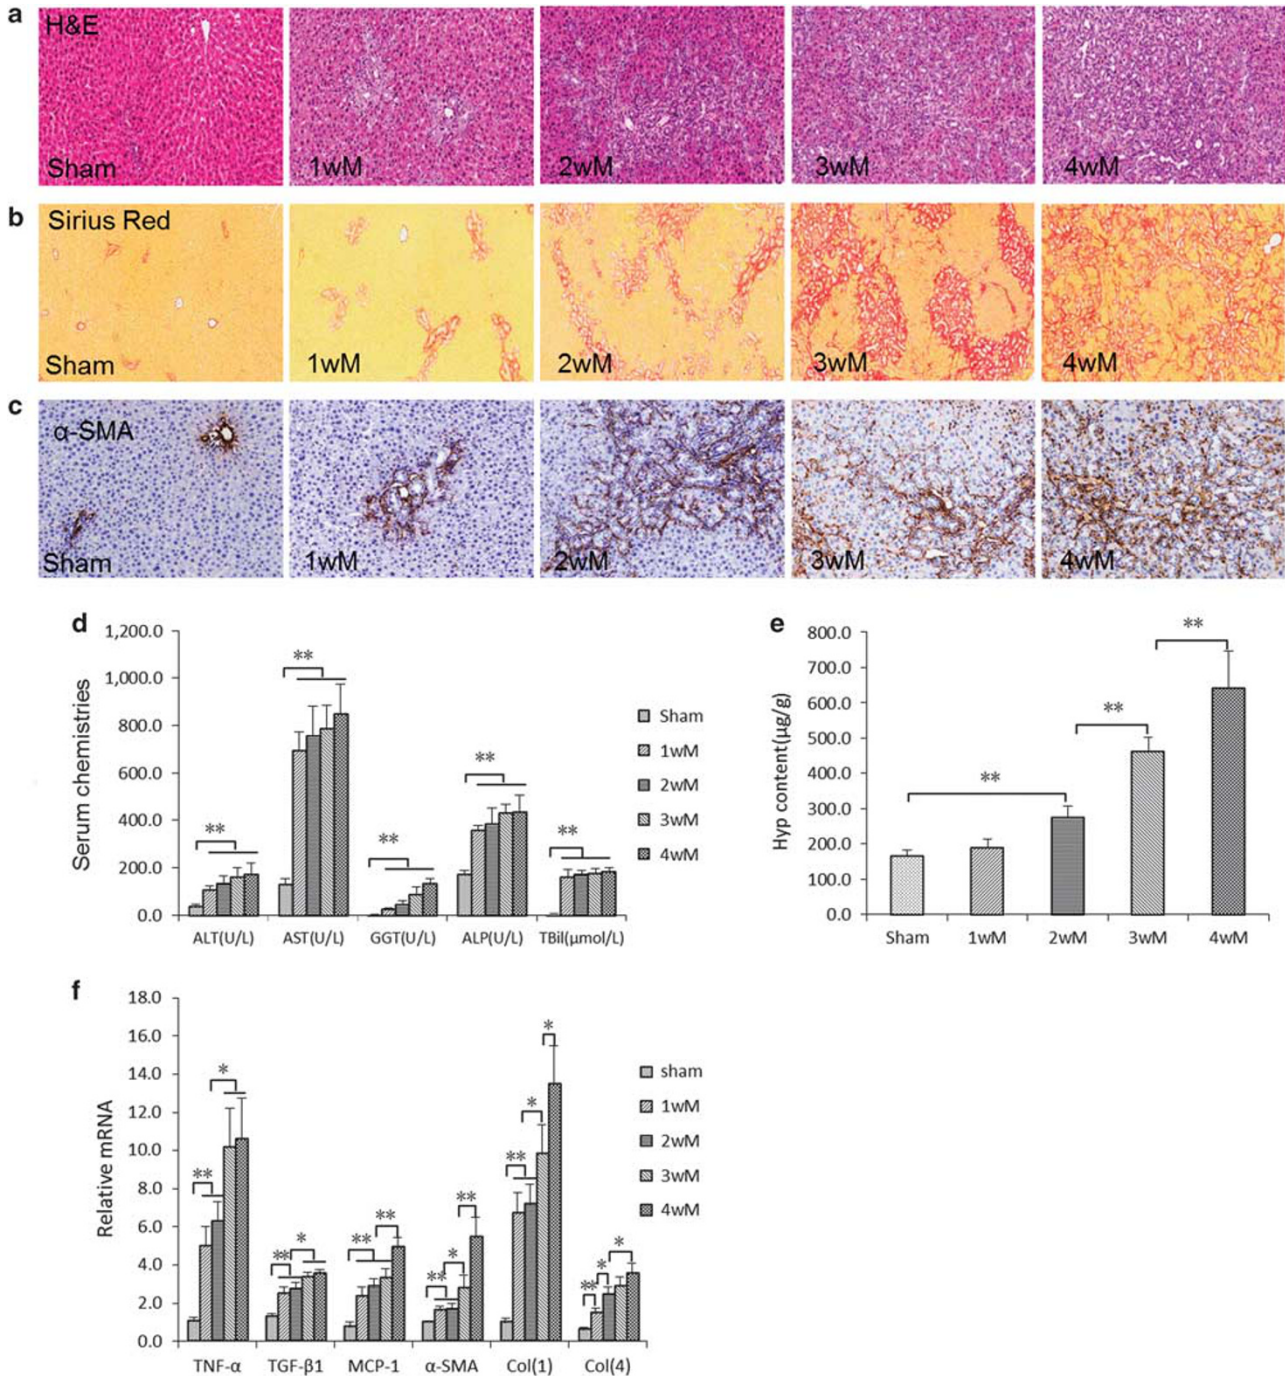 a
H&E
Sham
1wM
2wM
3wM
4wM
b
Sirius Red
Sham
1wM
2wM
3wM
4wM
c
α-SMA
Sham
1wM
2wM
3wM
4wM
d
Serum chemistries
1,200.0
1,000.0
800.0
600.0
400.0
200.0
0.0
**
**
**
**
**
ALT(U/L)
AST(U/L)
GGT(U/L)
ALP(U/L)
TBil(μmol/L)
Sham
1wM
2wM
3wM
4wM
e
Hyp content(μg/g)
800.0
700.0
600.0
500.0
400.0
300.0
200.0
100.0
0.0
**
**
**
Sham
1wM
2wM
3wM
4wM
f
Relative mRNA
18.0
16.0
14.0
12.0
10.0
8.0
6.0
4.0
2.0
0.0
**
*
**
*
**
**
**
*
**
**
*
*
**
*
*
TNF-α
TGF-β1
MCP-1
α-SMA
Col(1)
Col(4)
sham
1wM
2wM
3wM
4wM